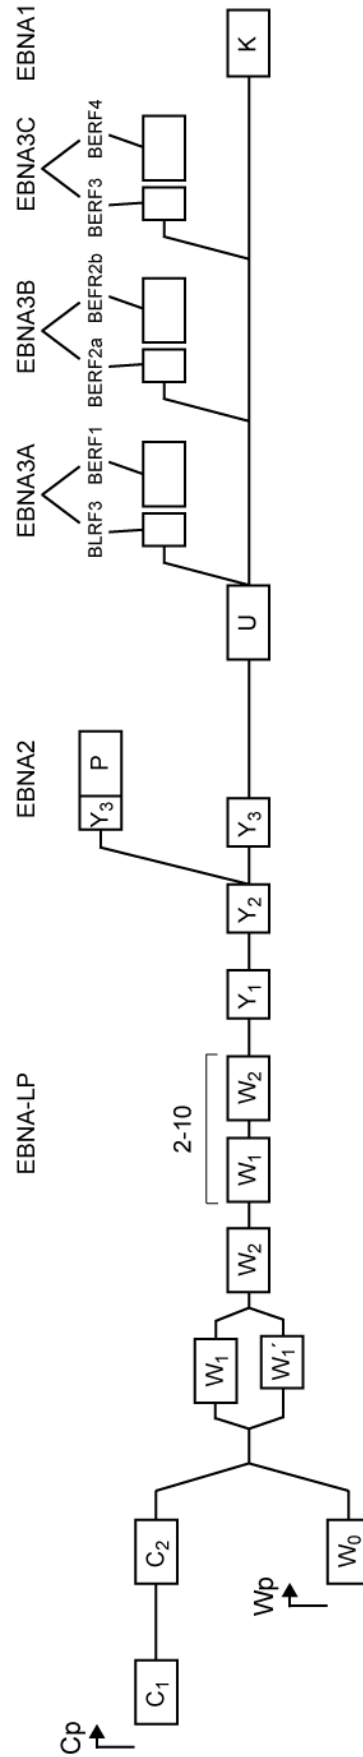 EBNA-LP EBNA2 EBNA3A EBNA3B EBNA3C EBNA1
BLRF3 BERF1 BERF2a BEFR2b BERF3 BERF4
Y₃ P
Cp
C₁ C₂
W₁
2-10
W₂ W₁ W₂ Y₁ Y₂ Y₃ U K
W₁´
Wp
W₀